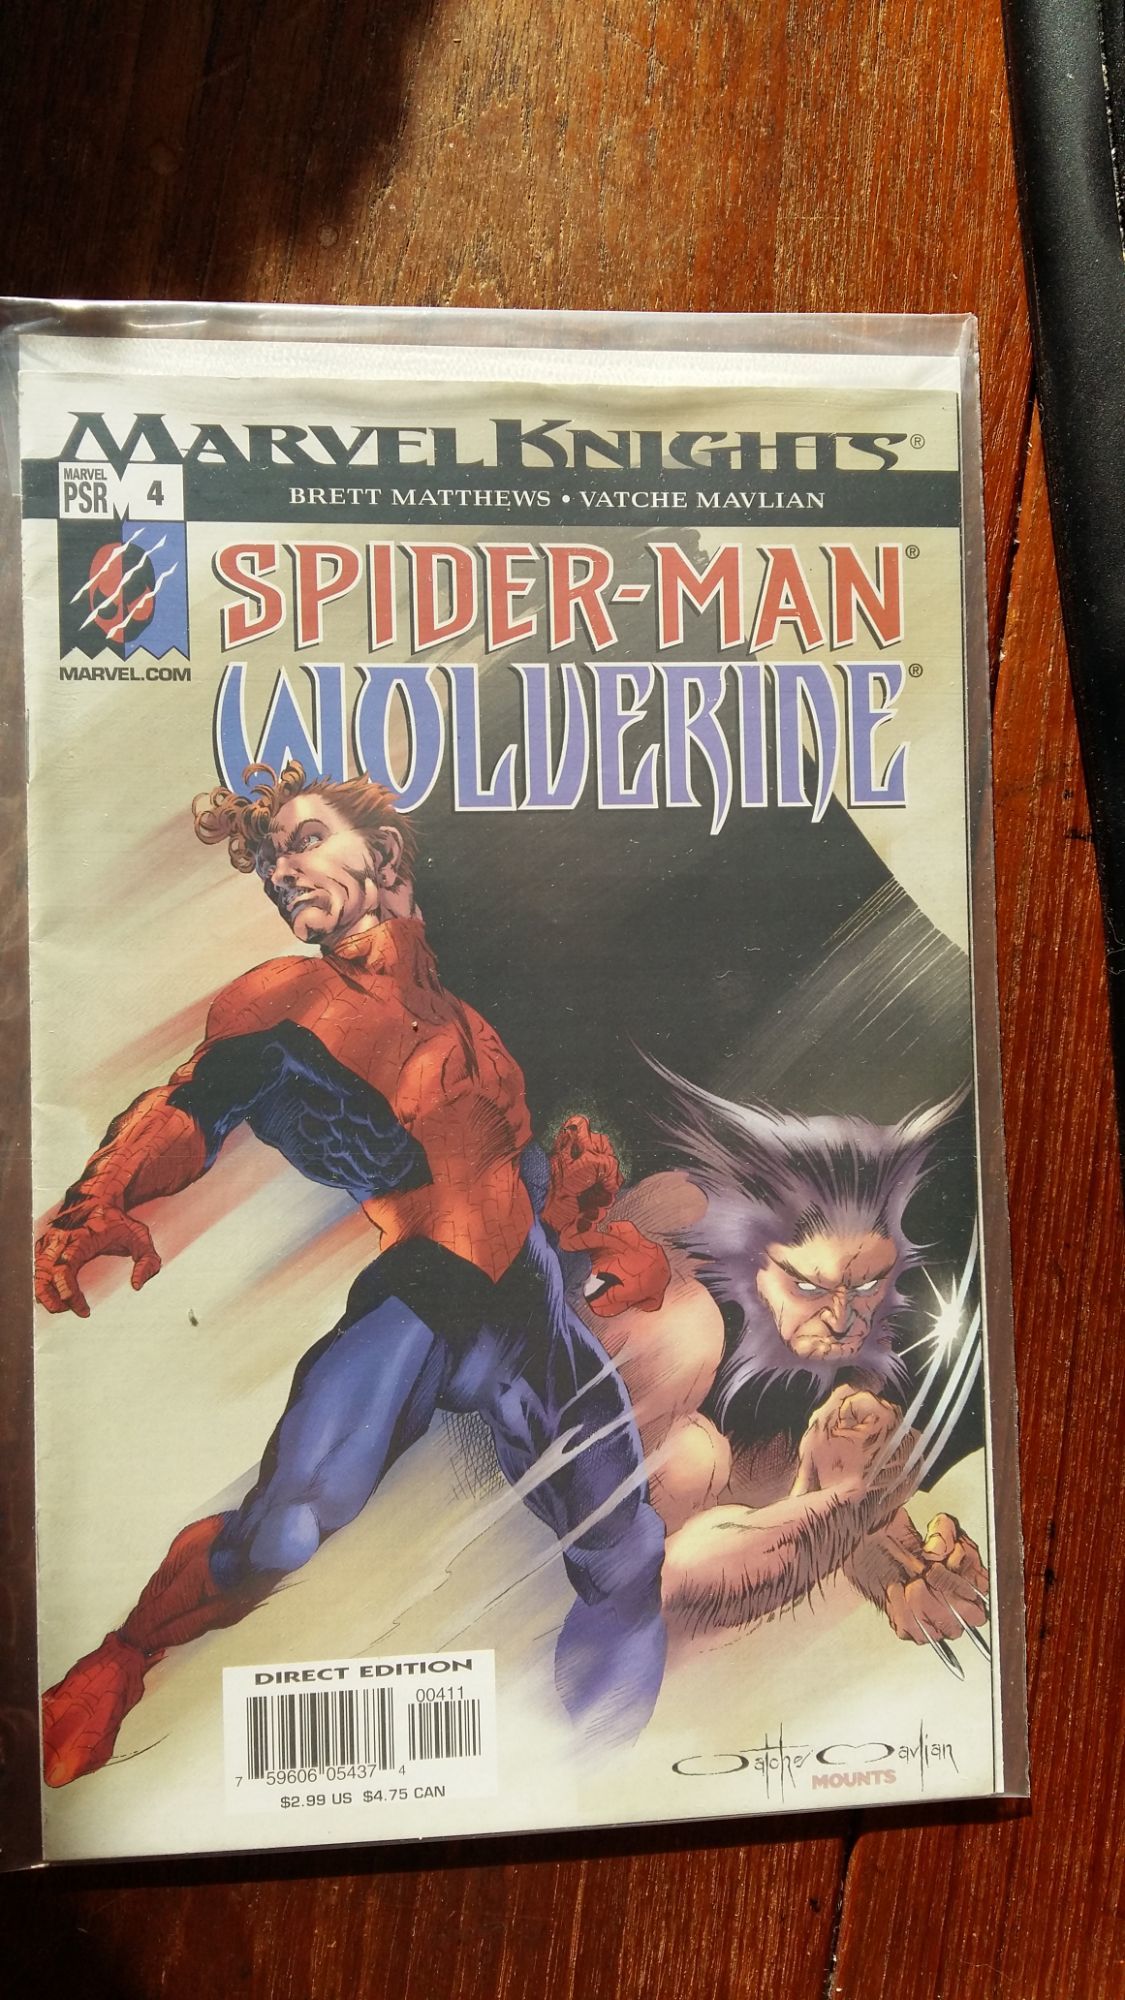 MARVEL KNIGHTS®
MARVEL
PSR
4
BRETT MATTHEWS • VATCHE MAVLIAN
SPIDER-MAN®
WOLVERINE®
MARVEL.COM
DIRECT EDITION
00411
7 59606 05437 4
$2.99 US $4.75 CAN
Vatche Mavlian
MOUNTS